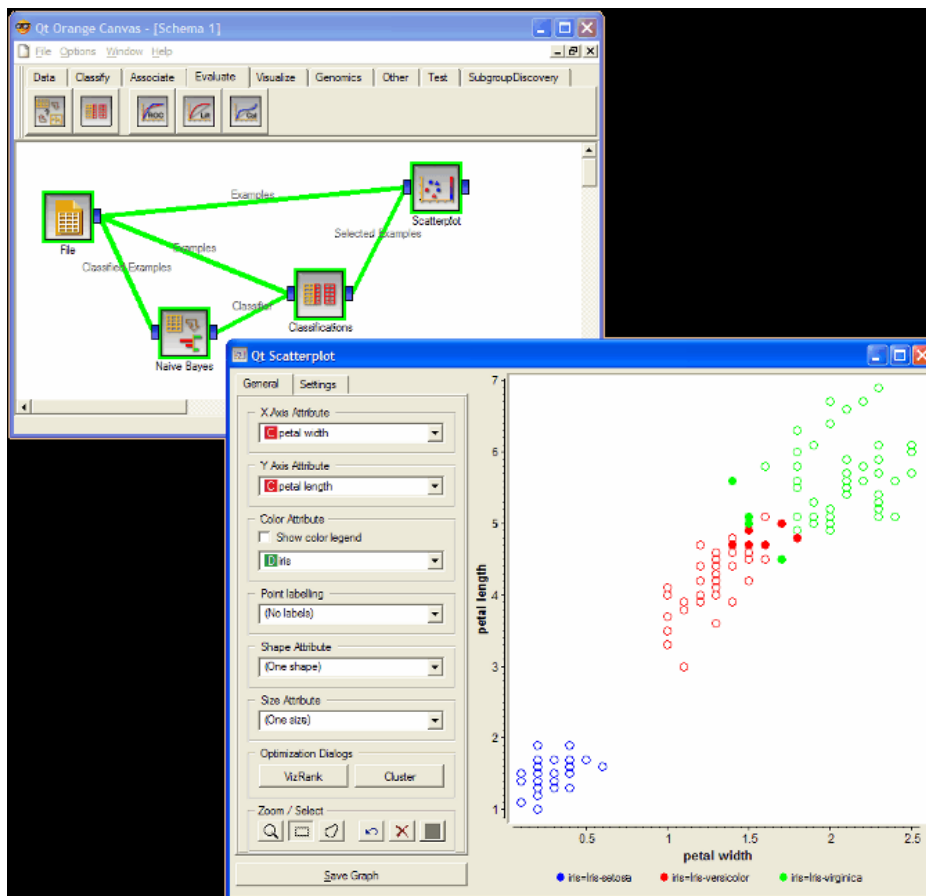 Qt Orange Canvas - [Schema 1]
File Options Window Help
Data Classify Associate Evaluate Visualize Genomics Other Test SubgroupDiscovery
ROC Lift Cal
Examples
Scatterplot
Selected Examples
File
Examples
Classified Examples
Classifier
Classifications
Naive Bayes
Qt Scatterplot
General Settings
X Axis Attribute
C petal width
Y Axis Attribute
C petal length
Color Attribute
Show color legend
D iris
Point labelling
(No labels)
Shape Attribute
(One shape)
Size Attribute
(One size)
Optimization Dialogs
VizRank Cluster
Zoom / Select
Save Graph
7
6
5
4
3
2
1
petal length
0.5 1 1.5 2 2.5
petal width
iris=Iris-setosa iris=Iris-versicolor iris=Iris-virginica